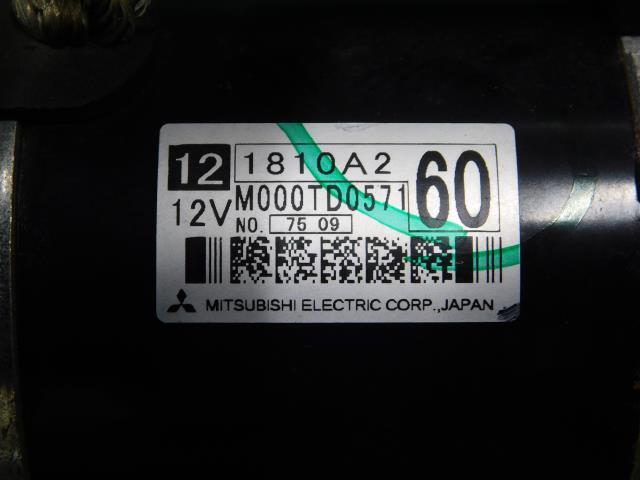 12 1810A2 60
12V M000TD0571
NO. 75 09
MITSUBISHI ELECTRIC CORP.,JAPAN